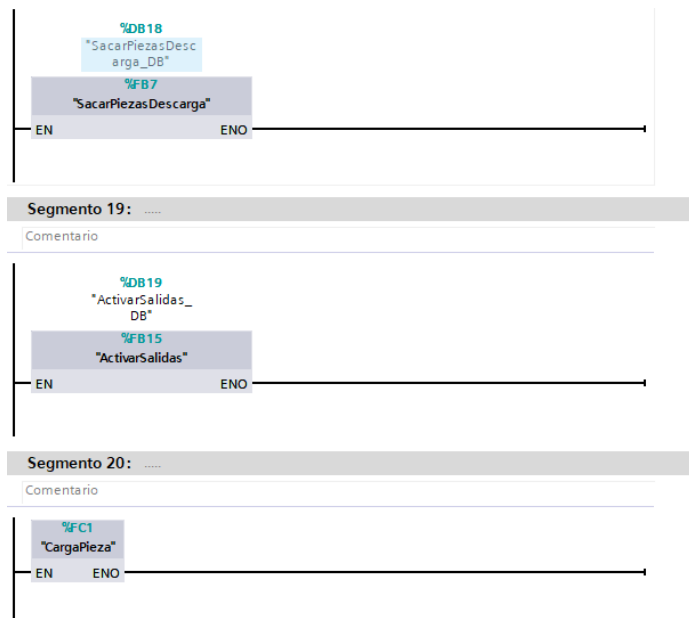 %DB18
"SacarPiezasDesc
arga_DB"
%FB7
"SacarPiezasDescarga"
EN ENO
Segmento 19: .....
Comentario
%DB19
"ActivarSalidas_
DB"
%FB15
"ActivarSalidas"
EN ENO
Segmento 20: .....
Comentario
%FC1
"CargaPieza"
EN ENO